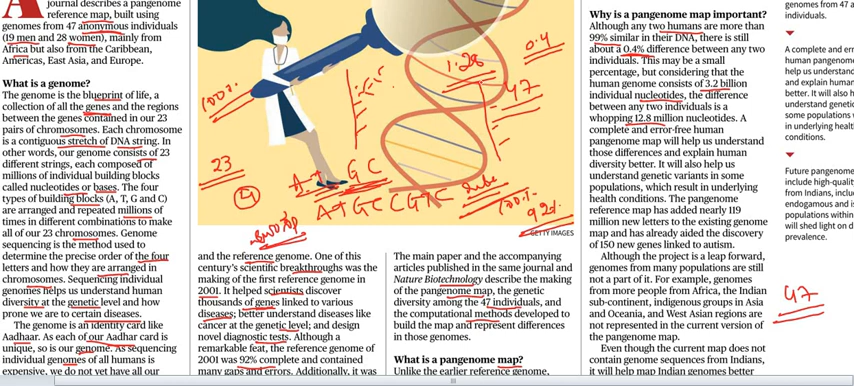 journal describes a pangenome
reference map, built using
genomes from 47 anonymous individuals
(19 men and 28 women), mainly from
Africa but also from the Caribbean,
Americas, East Asia, and Europe.
What is a genome?
The genome is the blueprint of life, a
collection of all the genes and the regions
between the genes contained in our 23
pairs of chromosomes. Each chromosome
is a contiguous stretch of DNA string. In
other words, our genome consists of 23
different strings, each composed of
millions of individual building blocks
called nucleotides or bases. The four
types of building blocks (A, T, G and C)
are arranged and repeated millions of
times in different combinations to make
all of our 23 chromosomes. Genome
sequencing is the method used to
determine the precise order of the four
letters and how they are arranged in
chromosomes. Sequencing individual
genomes helps us understand human
diversity at the genetic level and how
prone we are to certain diseases.
The genome is an identity card like
Aadhaar. As each of our Aadhar card is
unique, so is our genome. As sequencing
individual genomes of all humans is
expensive, we do not yet have all our
100%
23
4
A T G C
A T G C C G T C
1.28
0.4
47
100%
92%
GETTY IMAGES
and the reference genome. One of this
century's scientific breakthroughs was the
making of the first reference genome in
2001. It helped scientists discover
thousands of genes linked to various
diseases; better understand diseases like
cancer at the genetic level; and design
novel diagnostic tests. Although a
remarkable feat, the reference genome of
2001 was 92% complete and contained
many gaps and errors. Additionally, it was
The main paper and the accompanying
articles published in the same journal and
Nature Biotechnology describe the making
of the pangenome map, the genetic
diversity among the 47 individuals, and
the computational methods developed to
build the map and represent differences
in those genomes.
What is a pangenome map?
Unlike the earlier reference genome,
Why is a pangenome map important?
Although any two humans are more than
99% similar in their DNA, there is still
about a 0.4% difference between any two
individuals. This may be a small
percentage, but considering that the
human genome consists of 3.2 billion
individual nucleotides, the difference
between any two individuals is a
whopping 12.8 million nucleotides. A
complete and error-free human
pangenome map will help us understand
those differences and explain human
diversity better. It will also help us
understand genetic variants in some
populations, which result in underlying
health conditions. The pangenome
reference map has added nearly 119
million new letters to the existing genome
map and has already aided the discovery
of 150 new genes linked to autism.
Although the project is a leap forward,
genomes from many populations are still
not a part of it. For example, genomes
from more people from Africa, the Indian
sub-continent, indigenous groups in Asia
and Oceania, and West Asian regions are
not represented in the current version of
the pangenome map.
Even though the current map does not
contain genome sequences from Indians,
it will help map Indian genomes better
genomes from 47 a
individuals.
A complete and erro
human pangenom
help us understand
and explain human
better. It will also h
understand genetic
some populations
in underlying health
conditions.
Future pangenome
include high-quality
from Indians, inclu
endogamous and is
populations within
will shed light on d
prevalence.
47